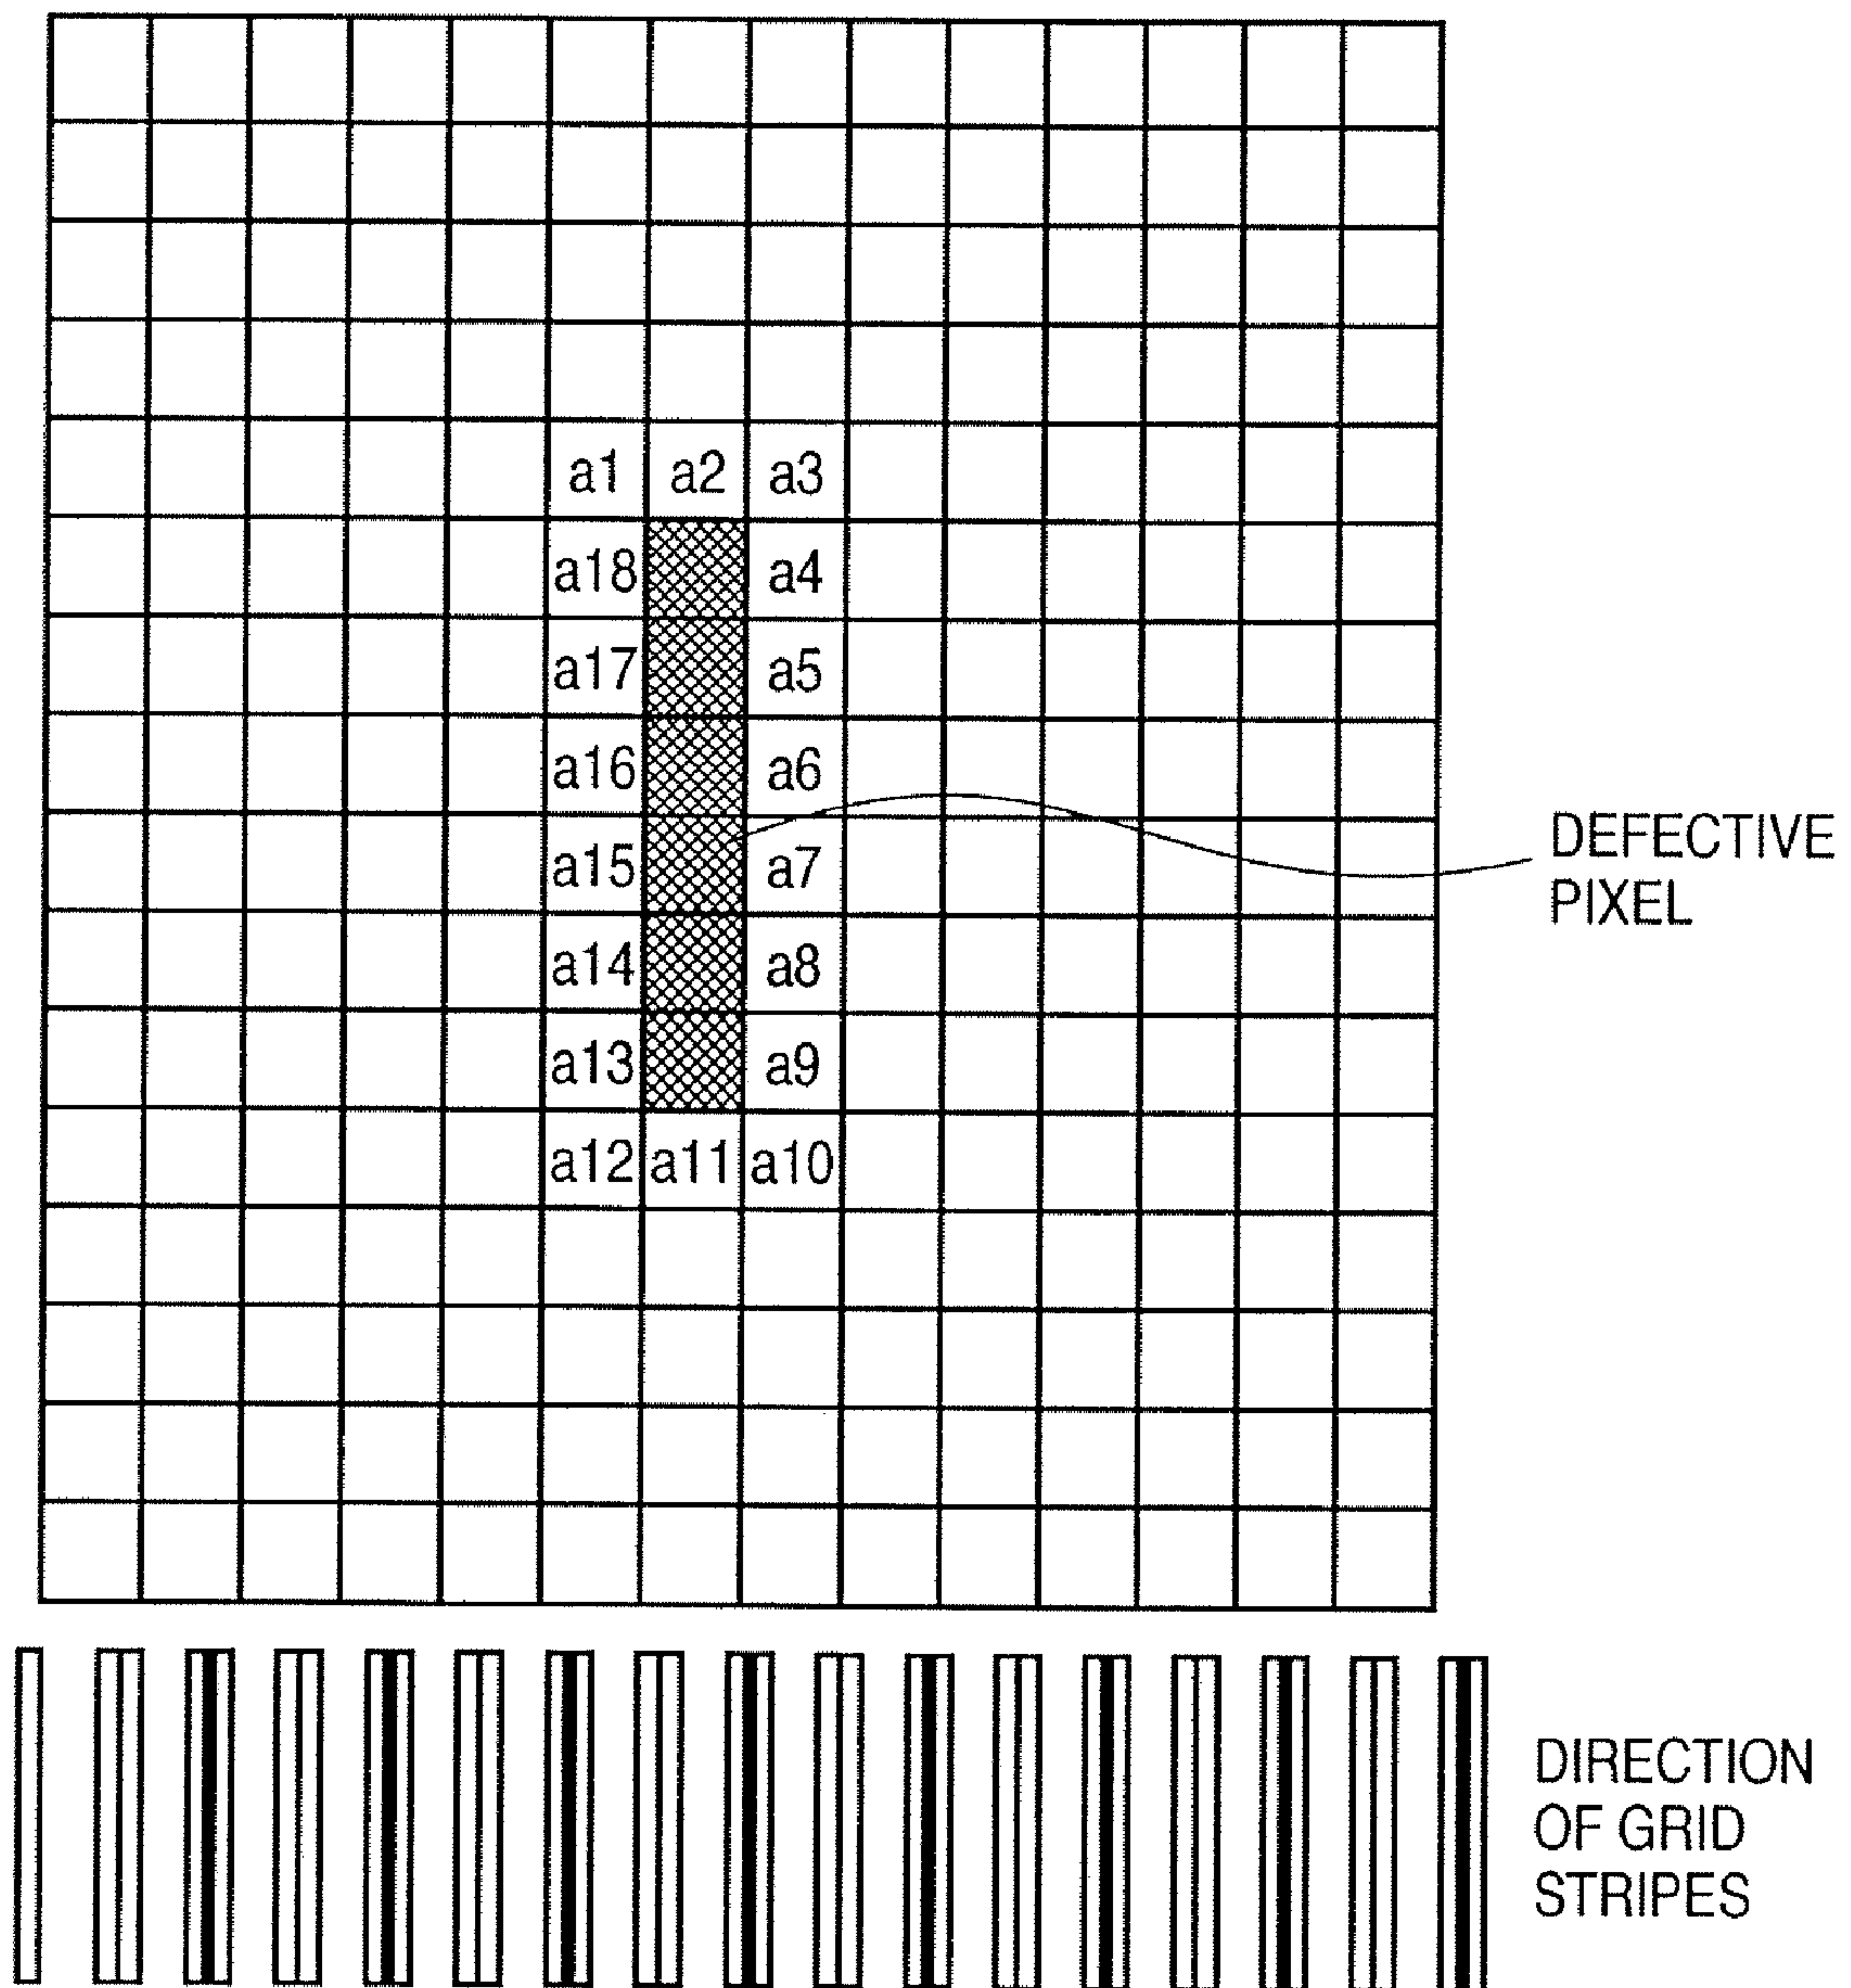 a1 a2 a3
a18 a4
a17 a5
a16 a6
a15 a7
a14 a8
a13 a9
a12 a11 a10
DEFECTIVE
PIXEL
DIRECTION
OF GRID
STRIPES